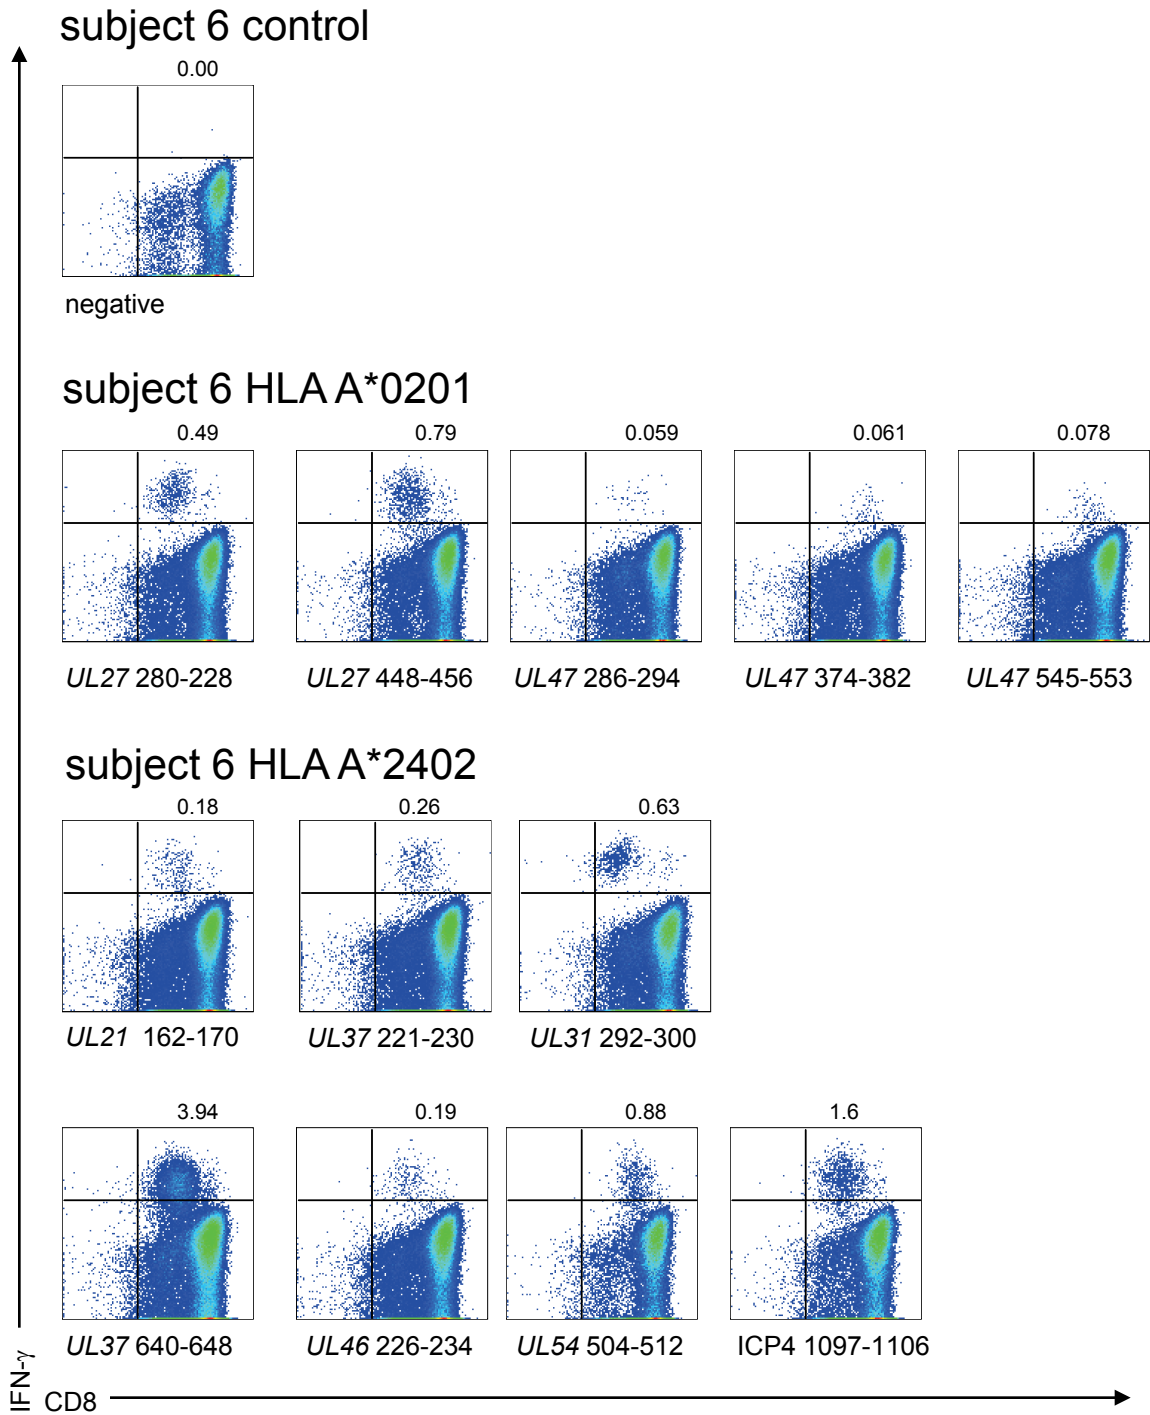 subject 6 control
0.00
negative
subject 6 HLA A*0201
0.49 0.79 0.059 0.061 0.078
UL27 280-228 UL27 448-456 UL47 286-294 UL47 374-382 UL47 545-553
subject 6 HLA A*2402
0.18 0.26 0.63
UL21 162-170 UL37 221-230 UL31 292-300
3.94 0.19 0.88 1.6
UL37 640-648 UL46 226-234 UL54 504-512 ICP4 1097-1106
IFN-γ
CD8